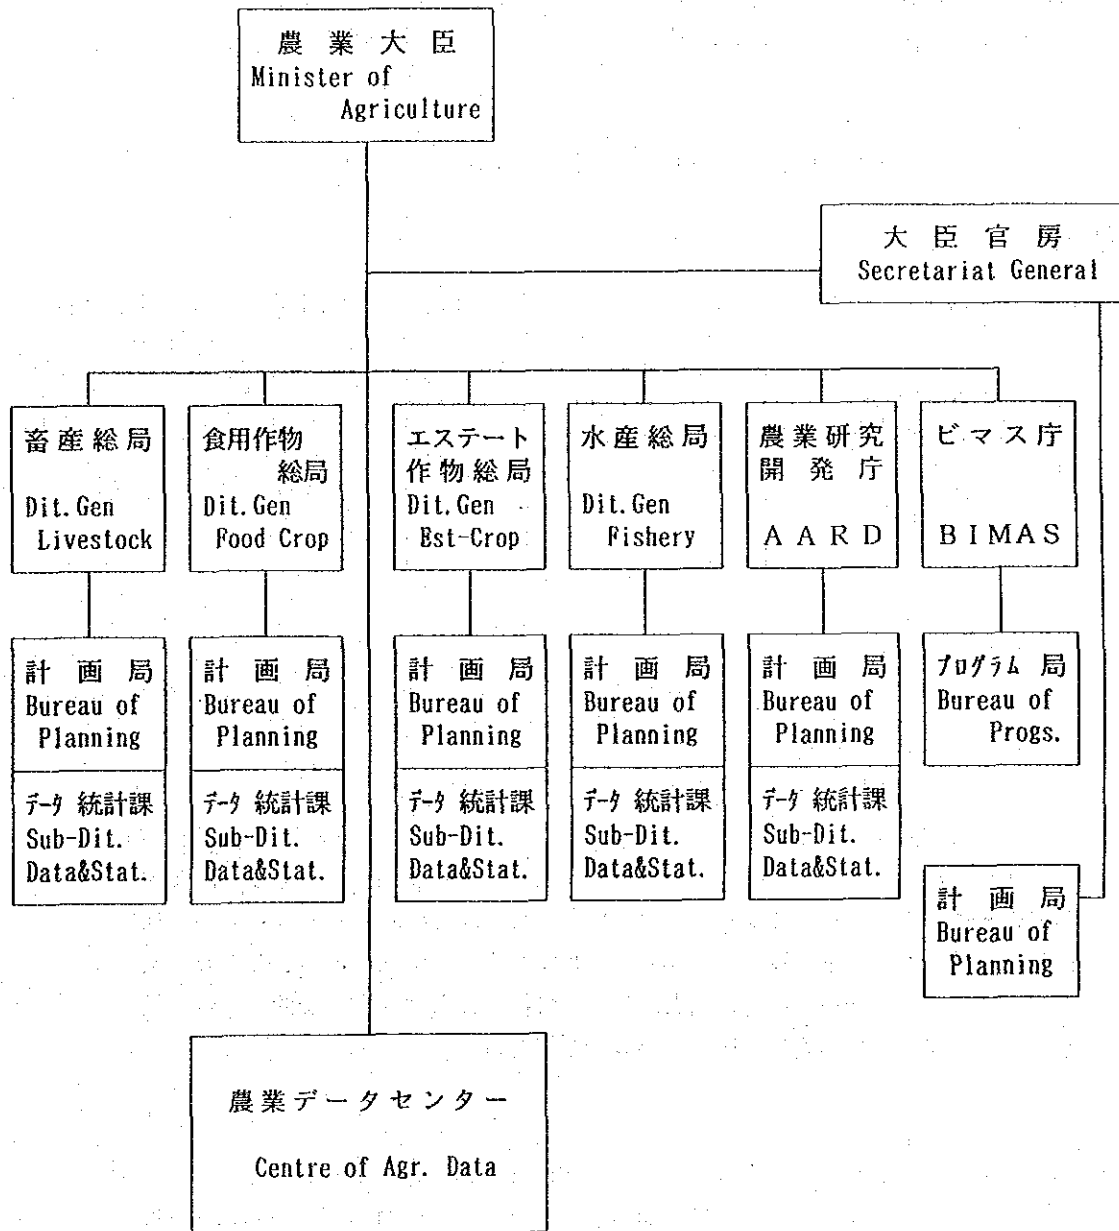 農業大臣
Minister of
Agriculture
大臣官房
Secretariat General
畜産総局
Dit.Gen
Livestock
食用作物
総局
Dit.Gen
Food Crop
エステート
作物総局
Dit.Gen
Est-Crop
水産総局
Dit.Gen
Fishery
農業研究
開発庁
AARD
ビマス庁
BIMAS
計画局
Bureau of
Planning
データ 統計課
Sub-Dit.
Data&Stat.
計画局
Bureau of
Planning
データ 統計課
Sub-Dit.
Data&Stat.
計画局
Bureau of
Planning
データ 統計課
Sub-Dit.
Data&Stat.
計画局
Bureau of
Planning
データ 統計課
Sub-Dit.
Data&Stat.
計画局
Bureau of
Planning
データ 統計課
Sub-Dit.
Data&Stat.
プログラム 局
Bureau of
Progs.
計画局
Bureau of
Planning
農業データセンター
Centre of Agr. Data